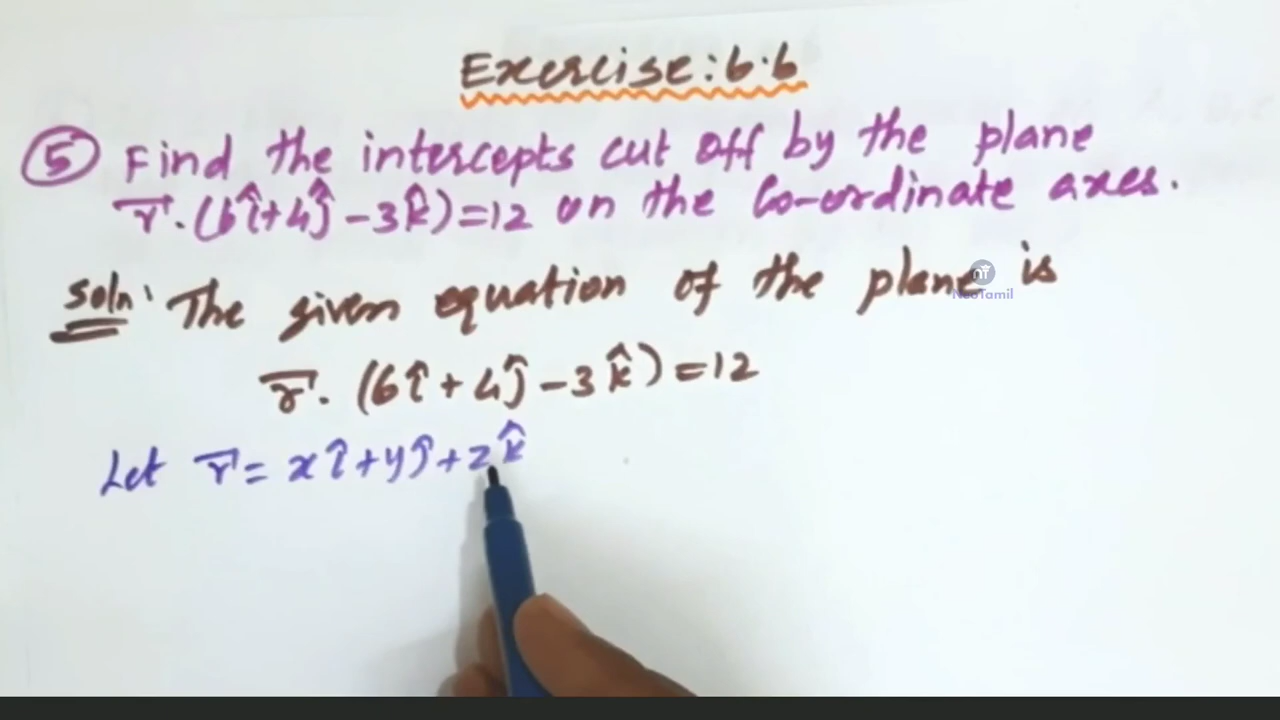 Exercise: 6.6
⑤ Find the intercepts cut off by the plane
r⃗.(6î+4ĵ-3k̂)=12 on the Co-ordinate axes.
Soln: The given equation of the plane is
NeoTamil
r⃗. (6î+4ĵ-3k̂)=12
Let r⃗= xî+yĵ+zk̂